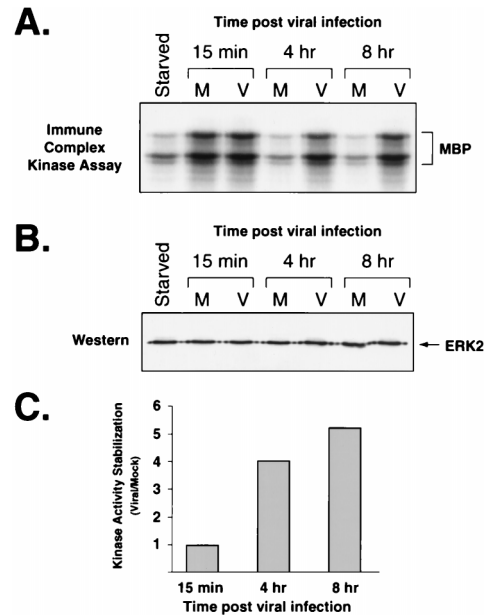 A.
Time post viral infection
Starved
15 min
4 hr
8 hr
M
V
M
V
M
V
Immune
Complex
Kinase Assay
MBP
B.
Time post viral infection
Starved
15 min
4 hr
8 hr
M
V
M
V
M
V
Western
ERK2
C.
Kinase Activity Stabilization
(Viral/Mock)
6
5
4
3
2
1
15 min
4 hr
8 hr
Time post viral infection